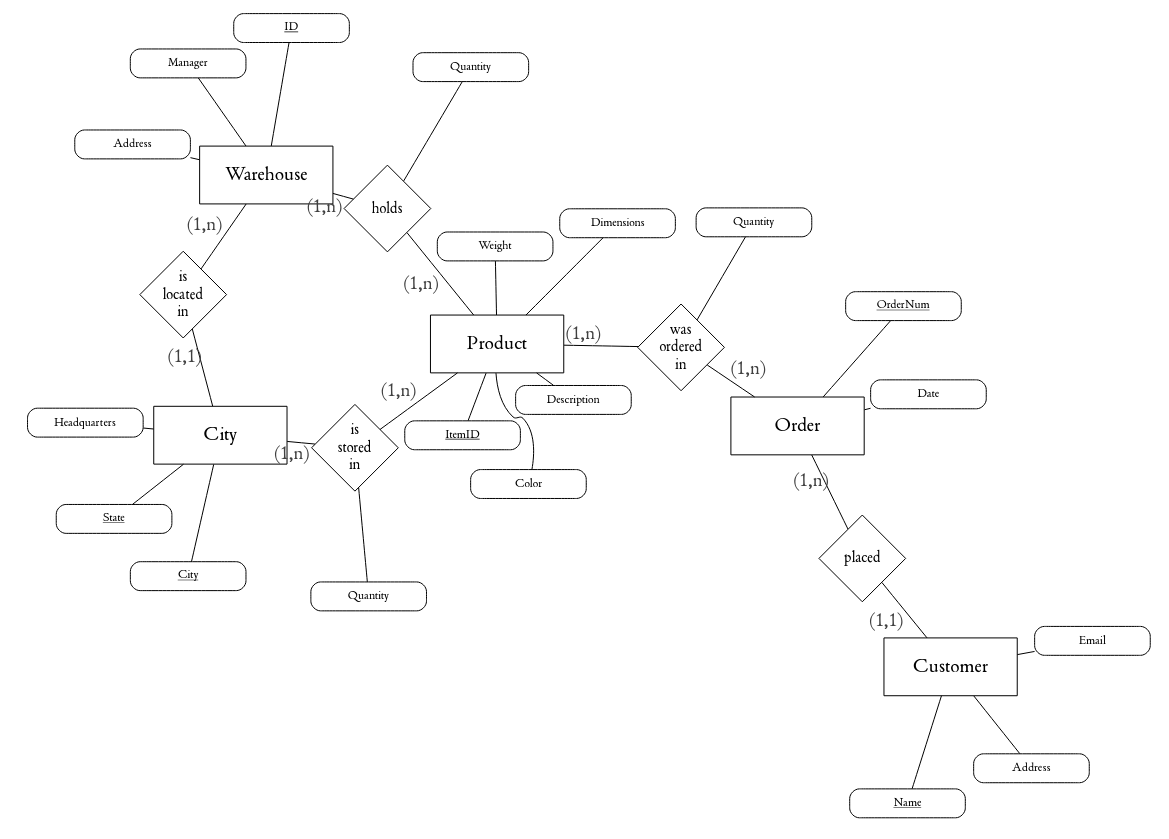 ID
Manager
Quantity
Address
Warehouse
(1,n)
holds
(1,n)
Dimensions
Quantity
Weight
is
located
in
(1,n)
OrderNum
(1,n)
was
ordered
in
Product
(1,1)
(1,n)
Date
(1,n)
Description
Headquarters
City
is
stored
in
ItemID
Order
(1,n)
Color
(1,n)
State
placed
City
Quantity
(1,1)
Email
Customer
Address
Name